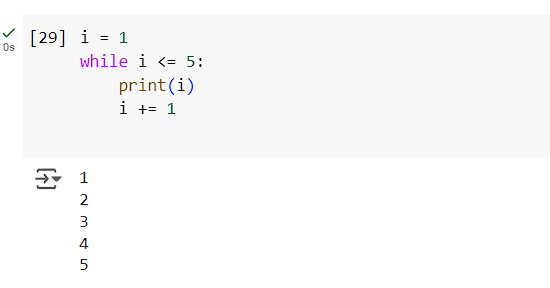 [29] i = 1
while i <= 5:
    print(i)
    i += 1
0s
1
2
3
4
5